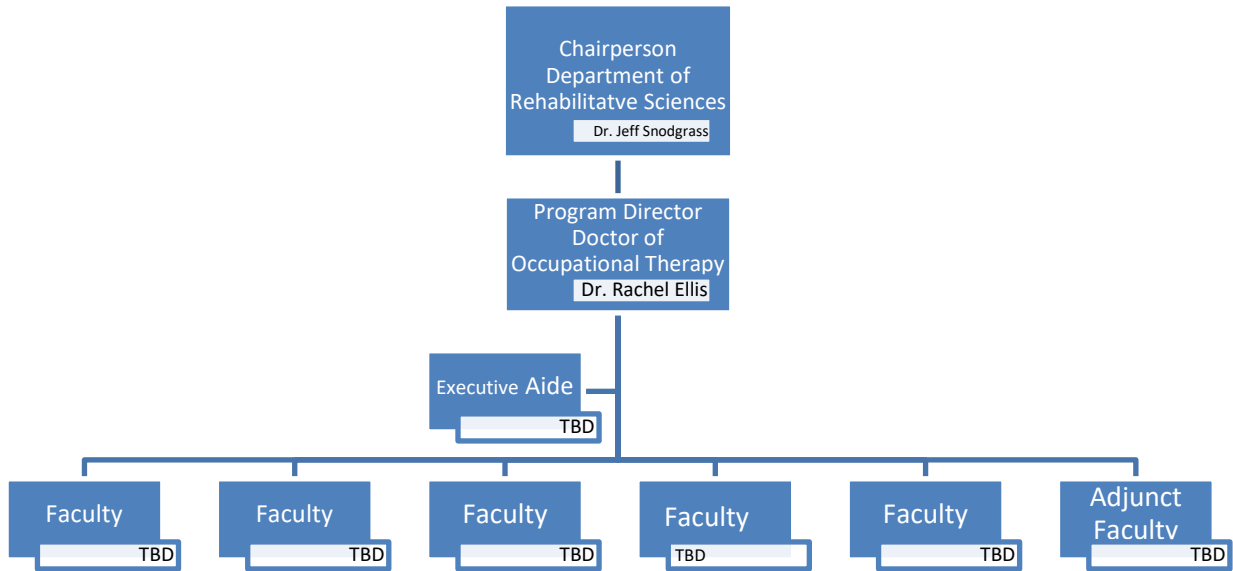 Chairperson
Department of
Rehabilitatve Sciences
Dr. Jeff Snodgrass
Program Director
Doctor of
Occupational Therapy
Dr. Rachel Ellis
Executive Aide
TBD
Faculty
TBD
Faculty
TBD
Faculty
TBD
Faculty
TBD
Faculty
TBD
Adjunct
Faculty
TBD